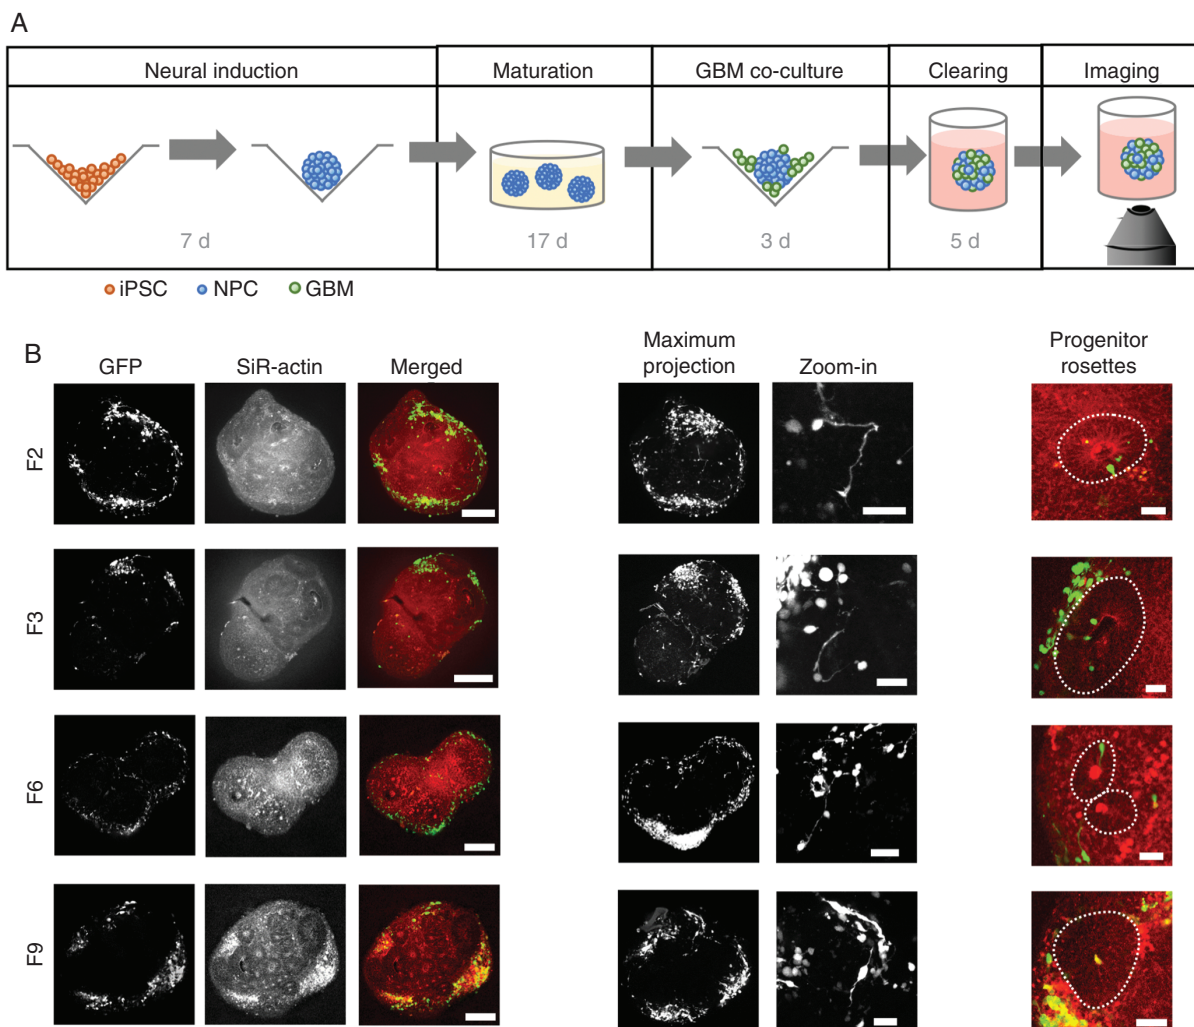 A
Neural induction
Maturation
GBM co-culture
Clearing
Imaging
7 d
17 d
3 d
5 d
iPSC
NPC
GBM
B
GFP
SiR-actin
Merged
Maximum
projection
Zoom-in
Progenitor
rosettes
F2
F3
F6
F9